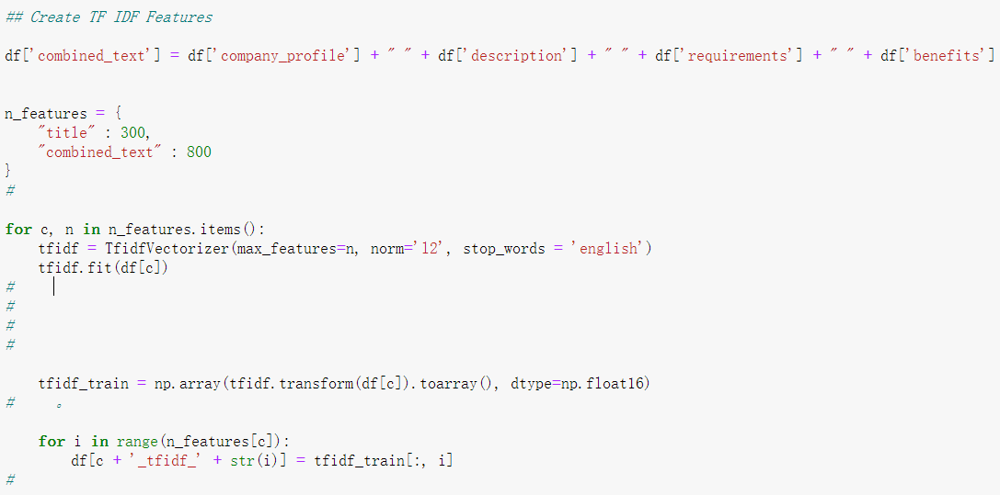 ## Create TF IDF Features
df['combined_text'] = df['company_profile'] + " " + df['description'] + " " + df['requirements'] + " " + df['benefits']
n_features = {
    "title" : 300,
    "combined_text" : 800
}
#
for c, n in n_features.items():
    tfidf = TfidfVectorizer(max_features=n, norm='l2', stop_words = 'english')
    tfidf.fit(df[c])
#
#
#
#
    tfidf_train = np.array(tfidf.transform(df[c]).toarray(), dtype=np.float16)
#    。
    for i in range(n_features[c]):
        df[c + '_tfidf_' + str(i)] = tfidf_train[:, i]
#